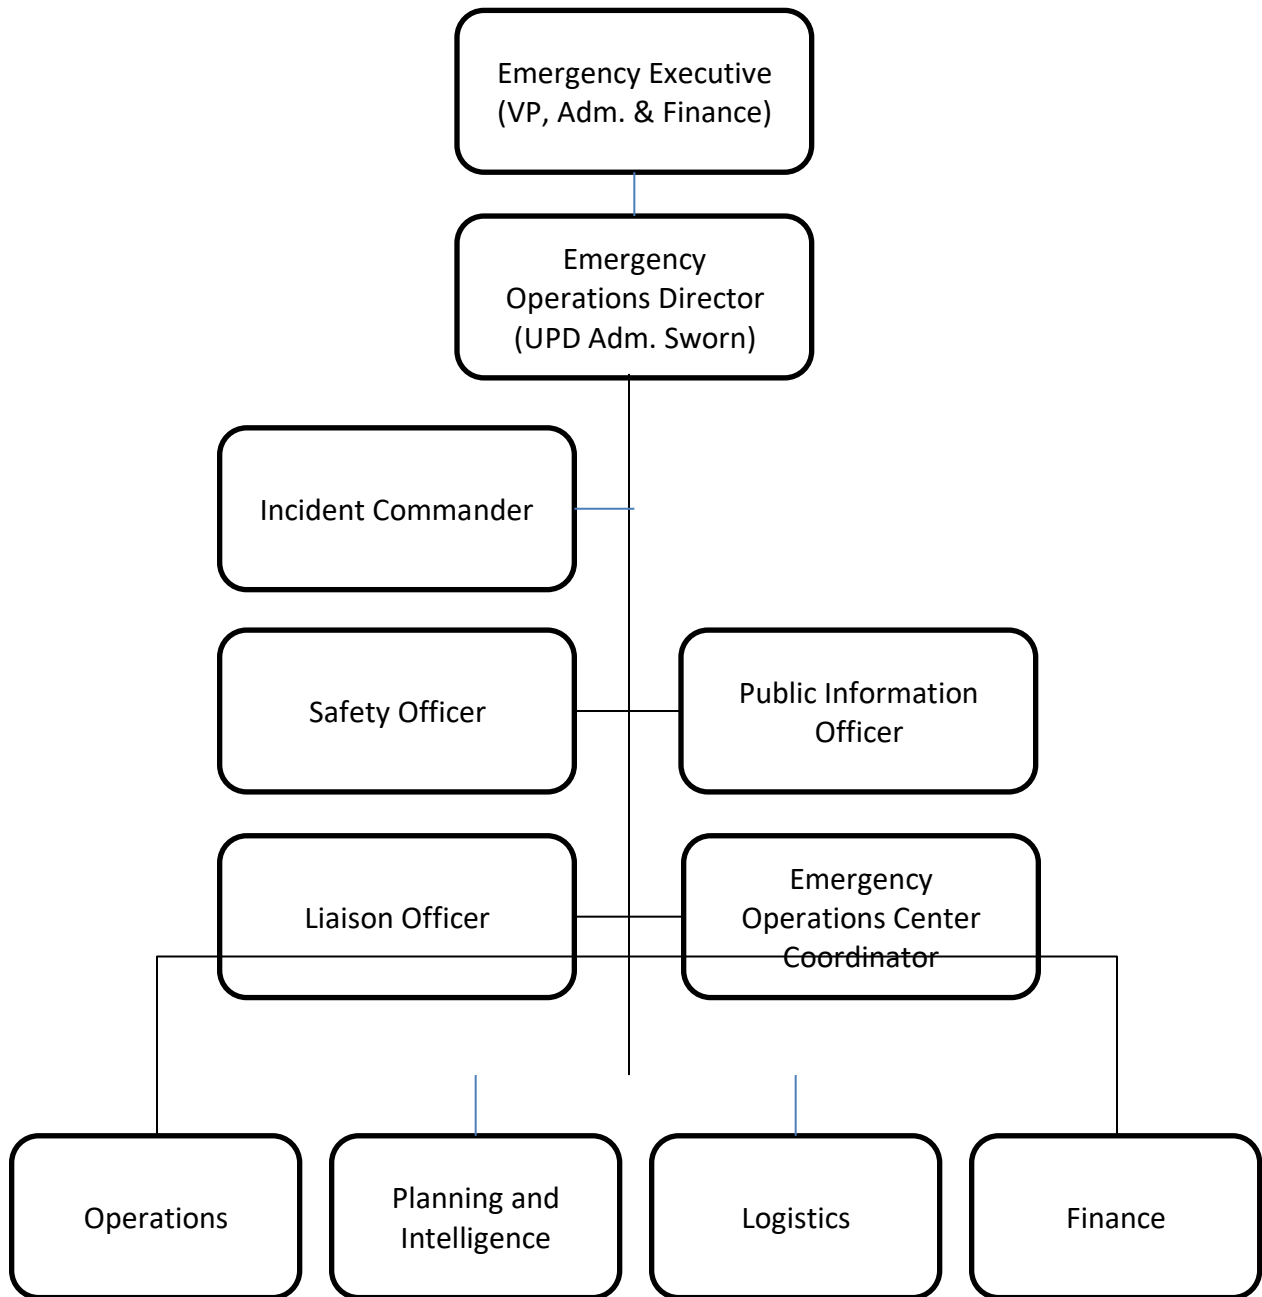 Emergency Executive
(VP, Adm. & Finance)
Emergency
Operations Director
(UPD Adm. Sworn)
Incident Commander
Safety Officer
Public Information
Officer
Liaison Officer
Emergency
Operations Center
Coordinator
Operations
Planning and
Intelligence
Logistics
Finance